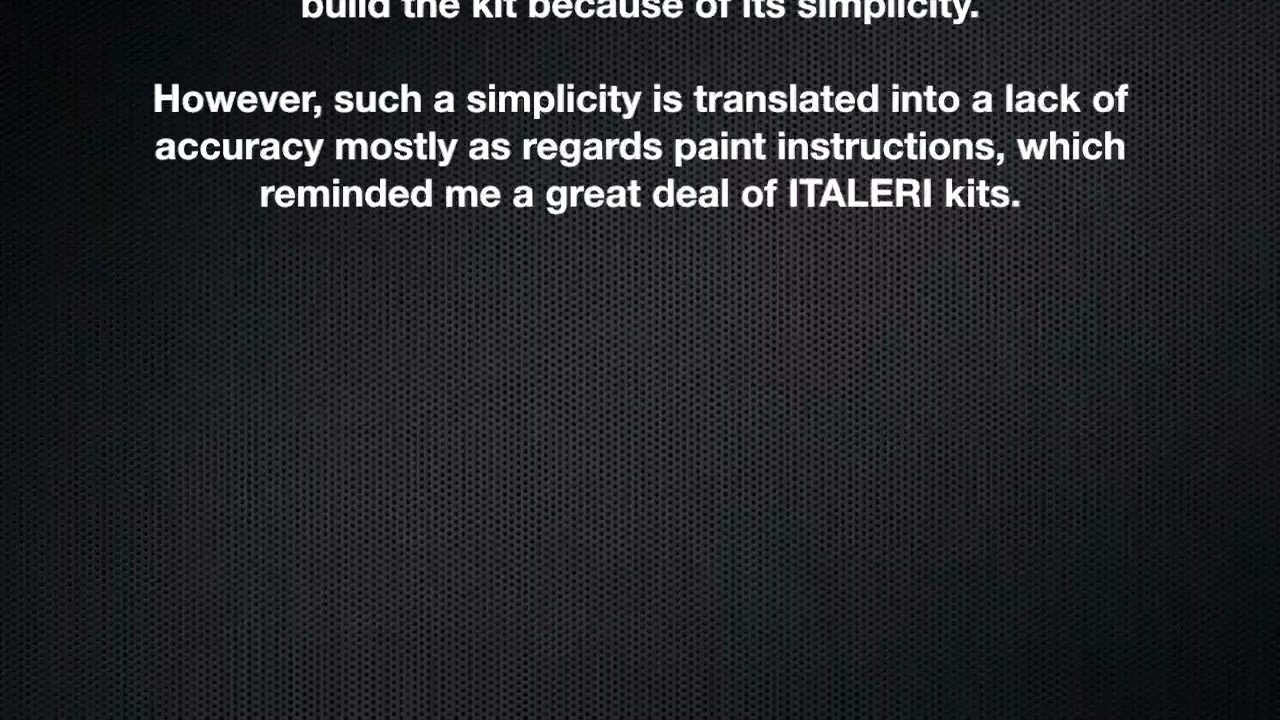 build the kit because of its simplicity.
However, such a simplicity is translated into a lack of
accuracy mostly as regards paint instructions, which
reminded me a great deal of ITALERI kits.